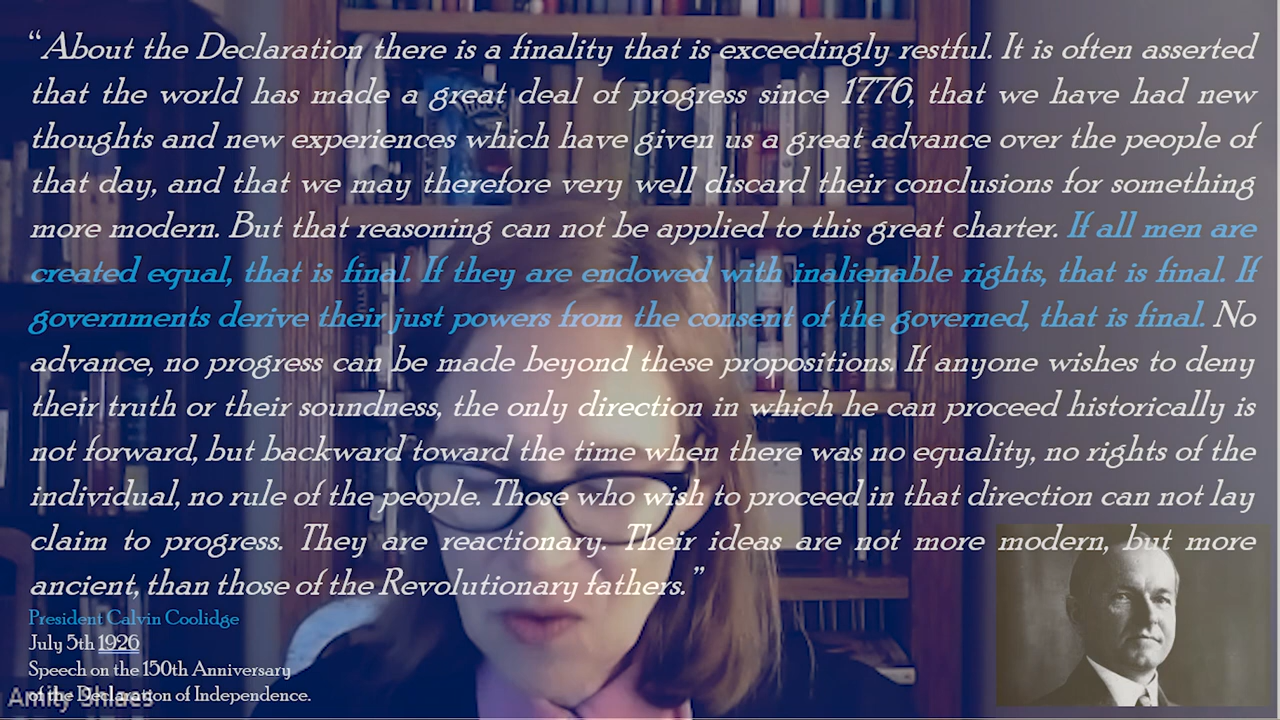 “About the Declaration there is a finality that is exceedingly restful. It is often asserted
that the world has made a great deal of progress since 1776, that we have had new
thoughts and new experiences which have given us a great advance over the people of
that day, and that we may therefore very well discard their conclusions for something
more modern. But that reasoning can not be applied to this great charter. If all men are
created equal, that is final. If they are endowed with inalienable rights, that is final. If
governments derive their just powers from the consent of the governed, that is final. No
advance, no progress can be made beyond these propositions. If anyone wishes to deny
their truth or their soundness, the only direction in which he can proceed historically is
not forward, but backward toward the time when there was no equality, no rights of the
individual, no rule of the people. Those who wish to proceed in that direction can not lay
claim to progress. They are reactionary. Their ideas are not more modern, but more
ancient, than those of the Revolutionary fathers.”
President Calvin Coolidge
July 5th 1926
Speech on the 150th Anniversary
of the Declaration of Independence.
Amity Shlaes